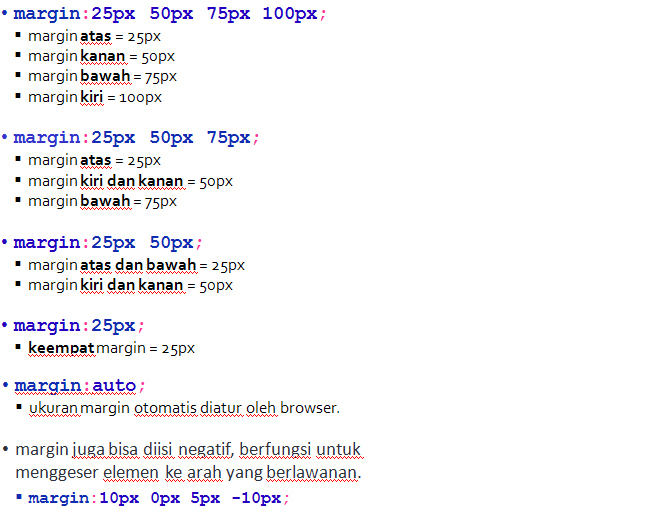 • margin:25px 50px 75px 100px;
▪ margin atas = 25px
▪ margin kanan = 50px
▪ margin bawah = 75px
▪ margin kiri = 100px
• margin:25px 50px 75px;
▪ margin atas = 25px
▪ margin kiri dan kanan = 50px
▪ margin bawah = 75px
• margin:25px 50px;
▪ margin atas dan bawah = 25px
▪ margin kiri dan kanan = 50px
• margin:25px;
▪ keempat margin = 25px
• margin:auto;
▪ ukuran margin otomatis diatur oleh browser.
• margin juga bisa diisi negatif, berfungsi untuk
menggeser elemen ke arah yang berlawanan.
▪ margin:10px 0px 5px -10px;